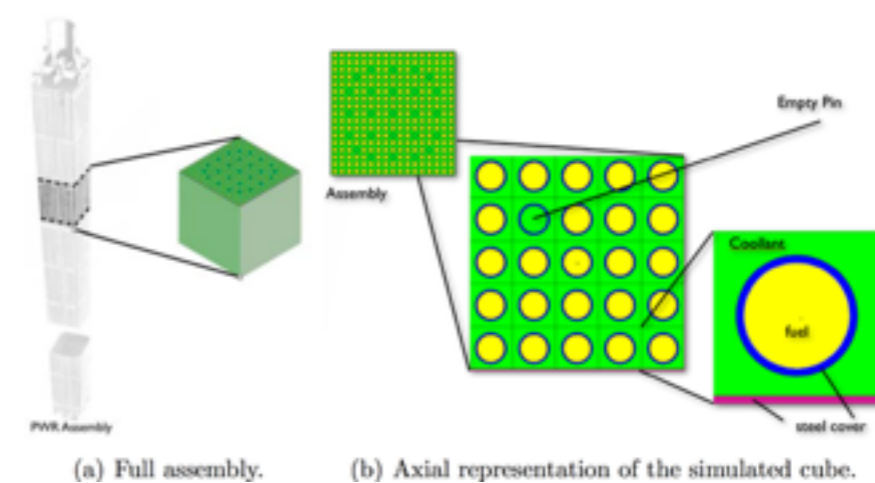 Empty Pin
Assembly
Coolant
fuel
PWR Assembly
steel cover
(a) Full assembly.
(b) Axial representation of the simulated cube.